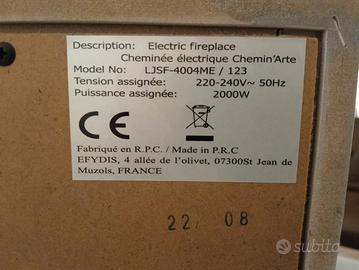 Description: Electric fireplace
Cheminée électrique Chemin'Arte
Model No: LJSF-4004ME / 123
Tension assignée: 220-240V~ 50Hz
Puissance assignée: 2000W
CE
Fabriqué en R.P.C. / Made in P.R.C
EFYDIS, 4 allée de l'olivet, 07300St Jean de
Muzols, FRANCE
22 08
subito